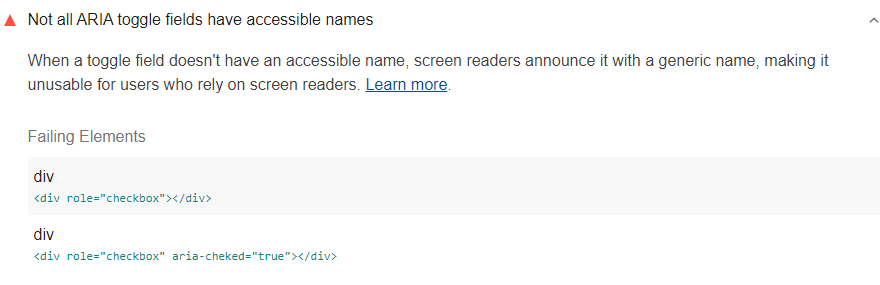 Not all ARIA toggle fields have accessible names
When a toggle field doesn't have an accessible name, screen readers announce it with a generic name, making it
unusable for users who rely on screen readers. Learn more.
Failing Elements
div
<div role="checkbox"></div>
div
<div role="checkbox" aria-cheked="true"></div>